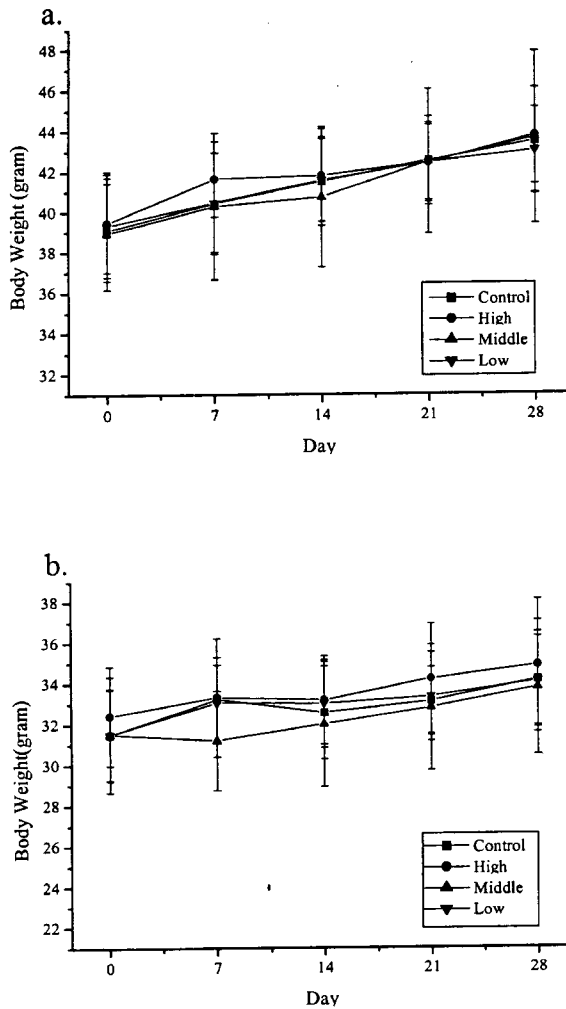 a.
Body Weight (gram)
48
46
44
42
40
38
36
34
32
Control
High
Middle
Low
0 7 14 21 28
Day
b.
Body Weight(gram)
38
36
34
32
30
28
26
24
22
Control
High
Middle
Low
0 7 14 21 28
Day